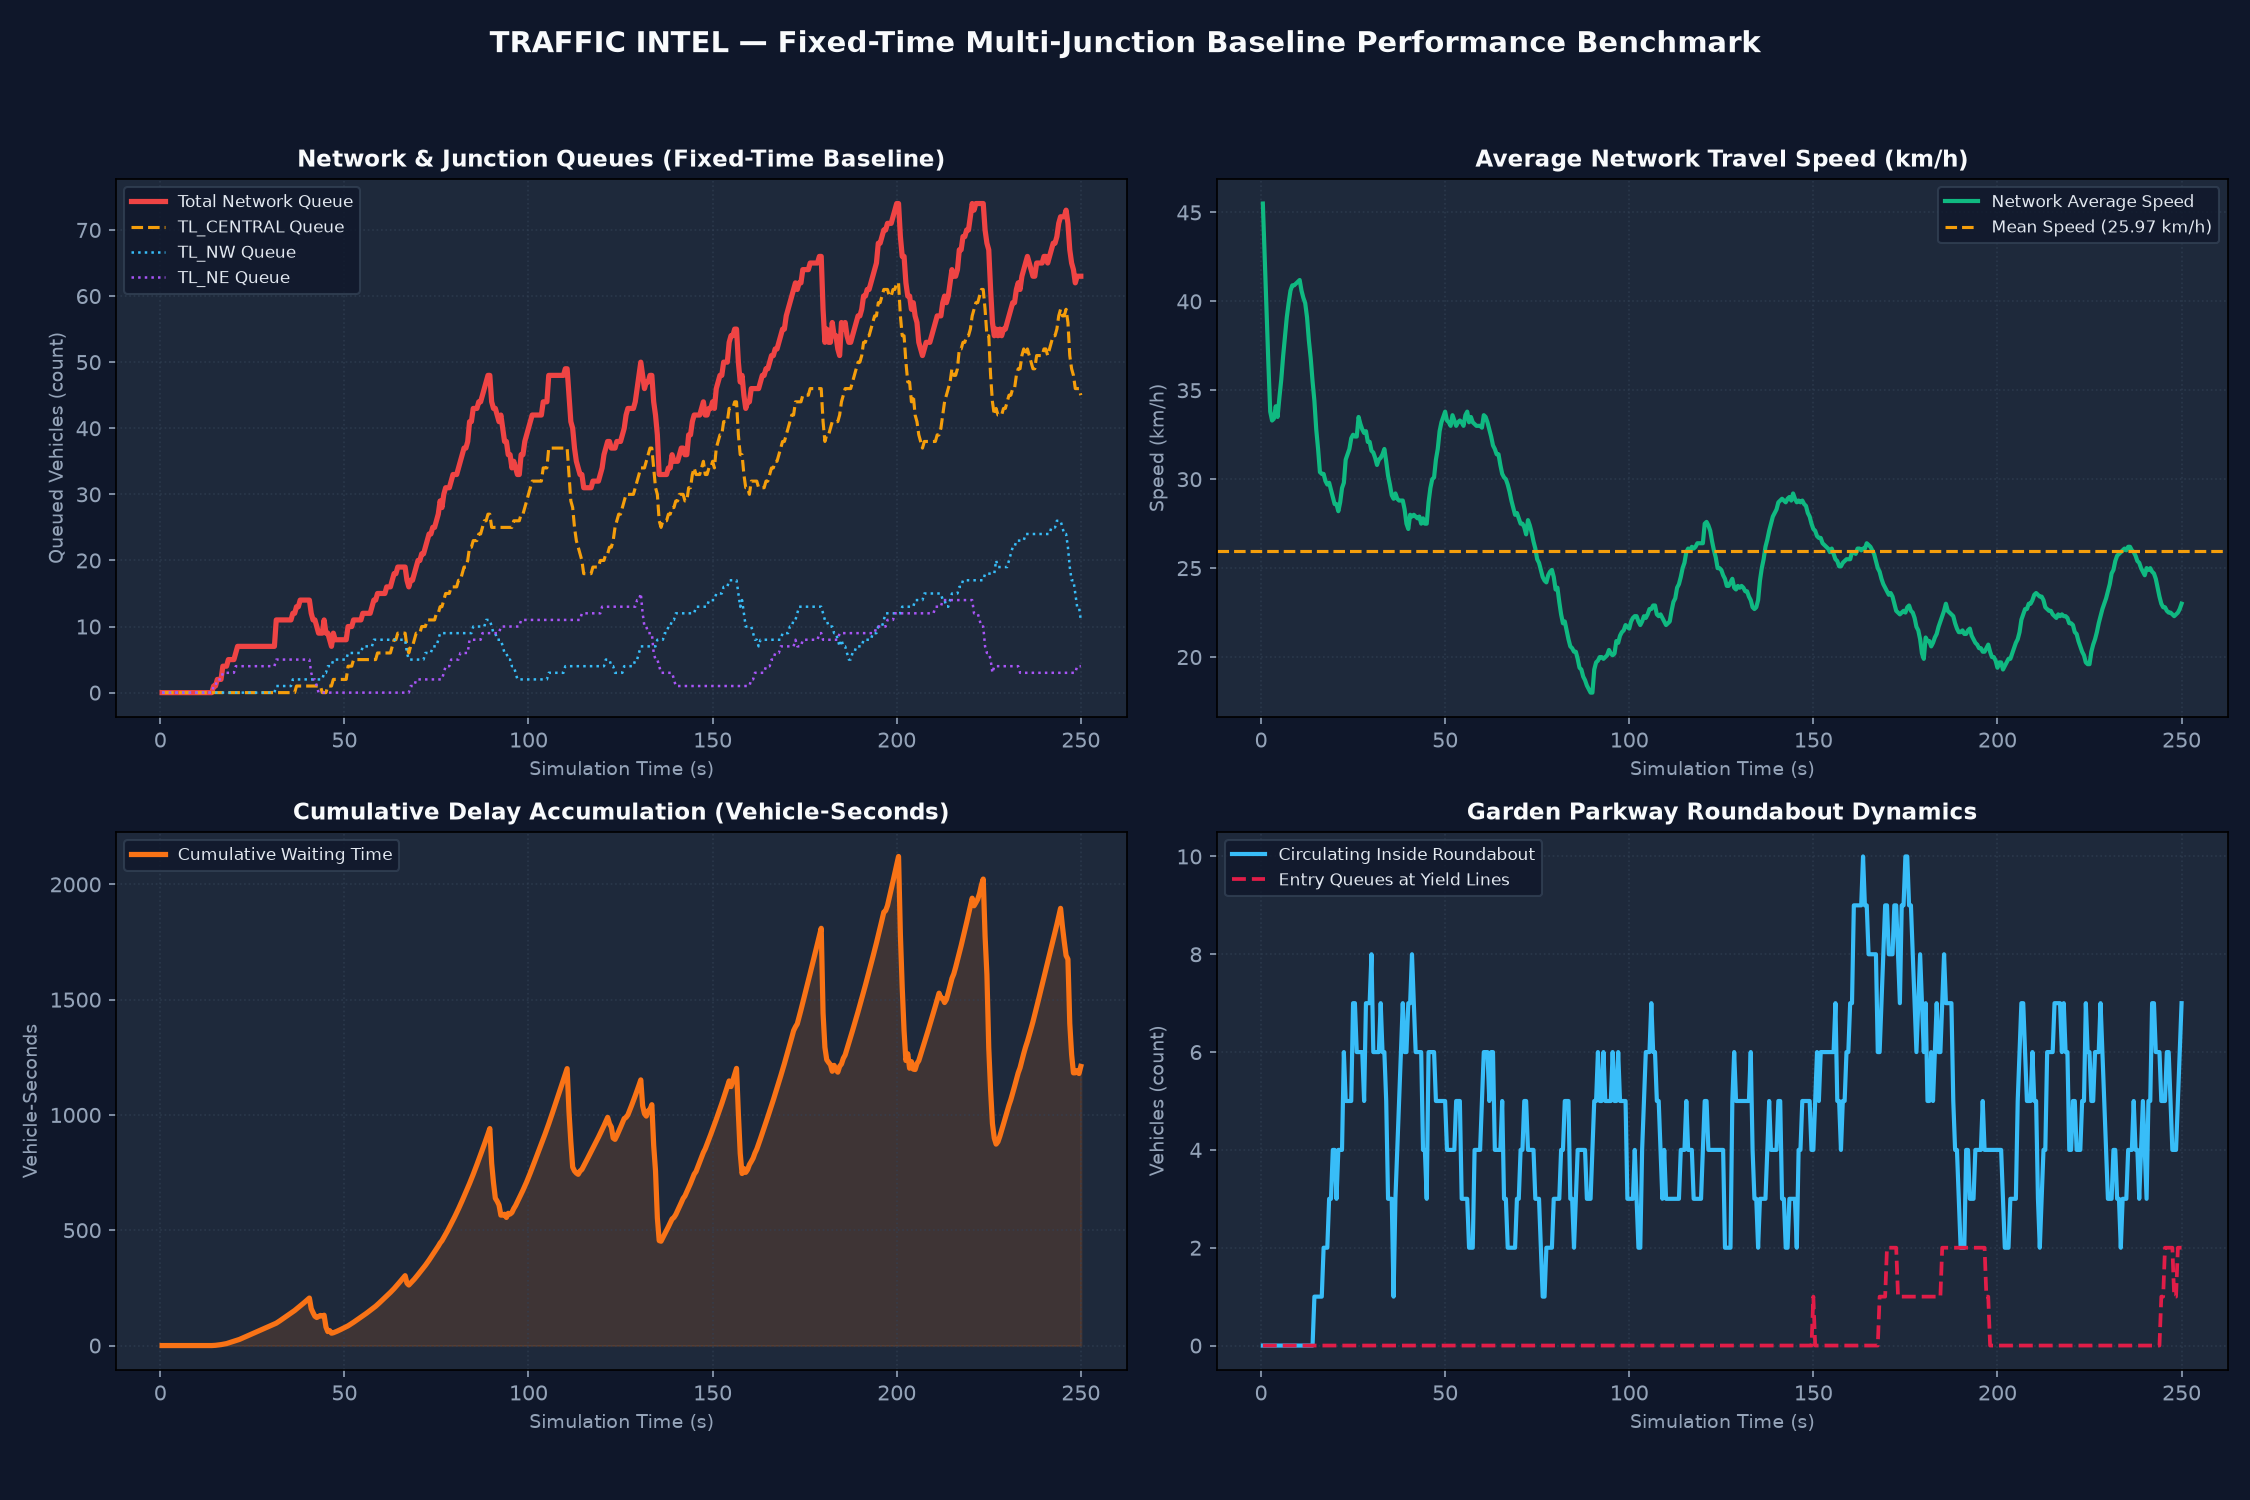 TRAFFIC INTEL — Fixed-Time Multi-Junction Baseline Performance Benchmark
Network & Junction Queues (Fixed-Time Baseline)
Total Network Queue
TL_CENTRAL Queue
TL_NW Queue
TL_NE Queue
Queued Vehicles (count)
70
60
50
40
30
20
10
0
0 50 100 150 200 250
Simulation Time (s)
Average Network Travel Speed (km/h)
Network Average Speed
Mean Speed (25.97 km/h)
Speed (km/h)
45
40
35
30
25
20
0 50 100 150 200 250
Simulation Time (s)
Cumulative Delay Accumulation (Vehicle-Seconds)
Cumulative Waiting Time
Vehicle-Seconds
2000
1500
1000
500
0
0 50 100 150 200 250
Simulation Time (s)
Garden Parkway Roundabout Dynamics
Circulating Inside Roundabout
Entry Queues at Yield Lines
Vehicles (count)
10
8
6
4
2
0
0 50 100 150 200 250
Simulation Time (s)